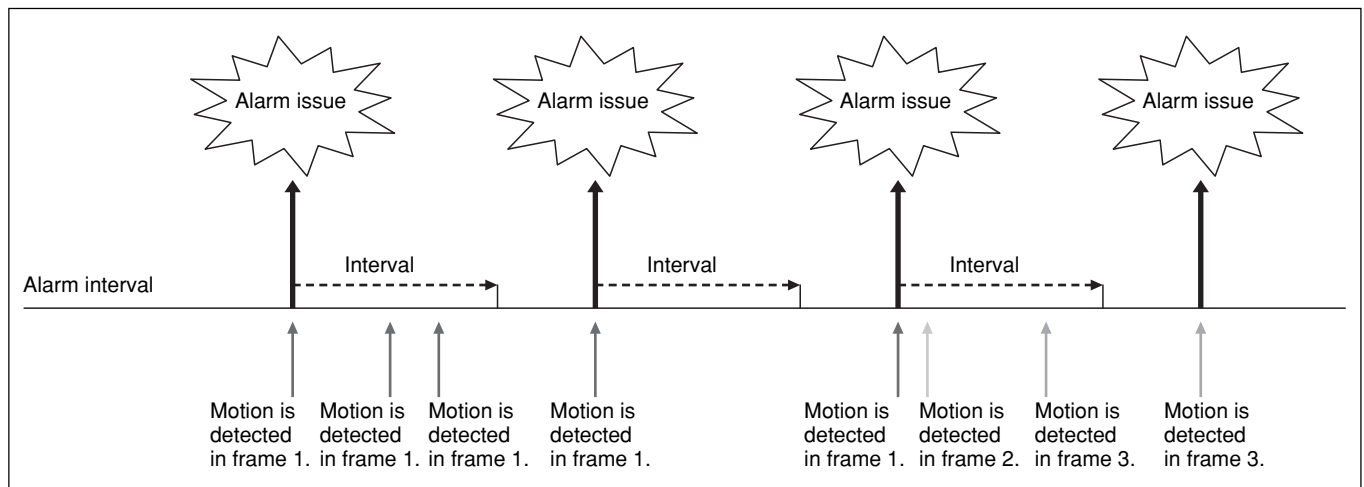 Alarm issue
Alarm issue
Alarm issue
Alarm issue
Interval
Interval
Interval
Alarm interval
Motion is
detected
in frame 1.
Motion is
detected
in frame 1.
Motion is
detected
in frame 1.
Motion is
detected
in frame 1.
Motion is
detected
in frame 1.
Motion is
detected
in frame 2.
Motion is
detected
in frame 3.
Motion is
detected
in frame 3.